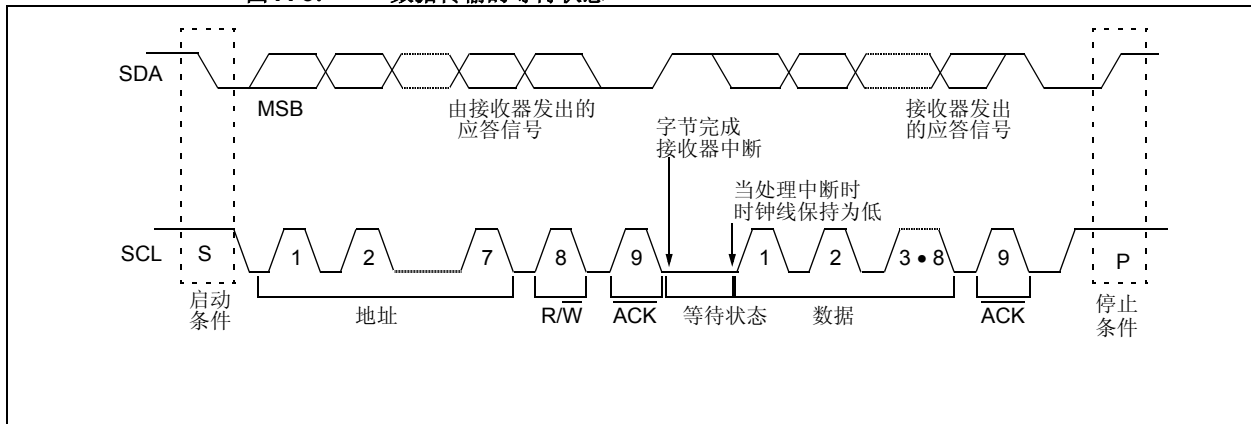 SDA
MSB
由接收器发出的
应答信号
字节完成
接收器中断
接收器发出
的应答信号
当处理中断时
时钟线保持为低
SCL
S
1
2
7
8
9
1
2
3 • 8
9
P
启动
条件
地址
R/W
ACK
等待状态
数据
ACK
停止
条件